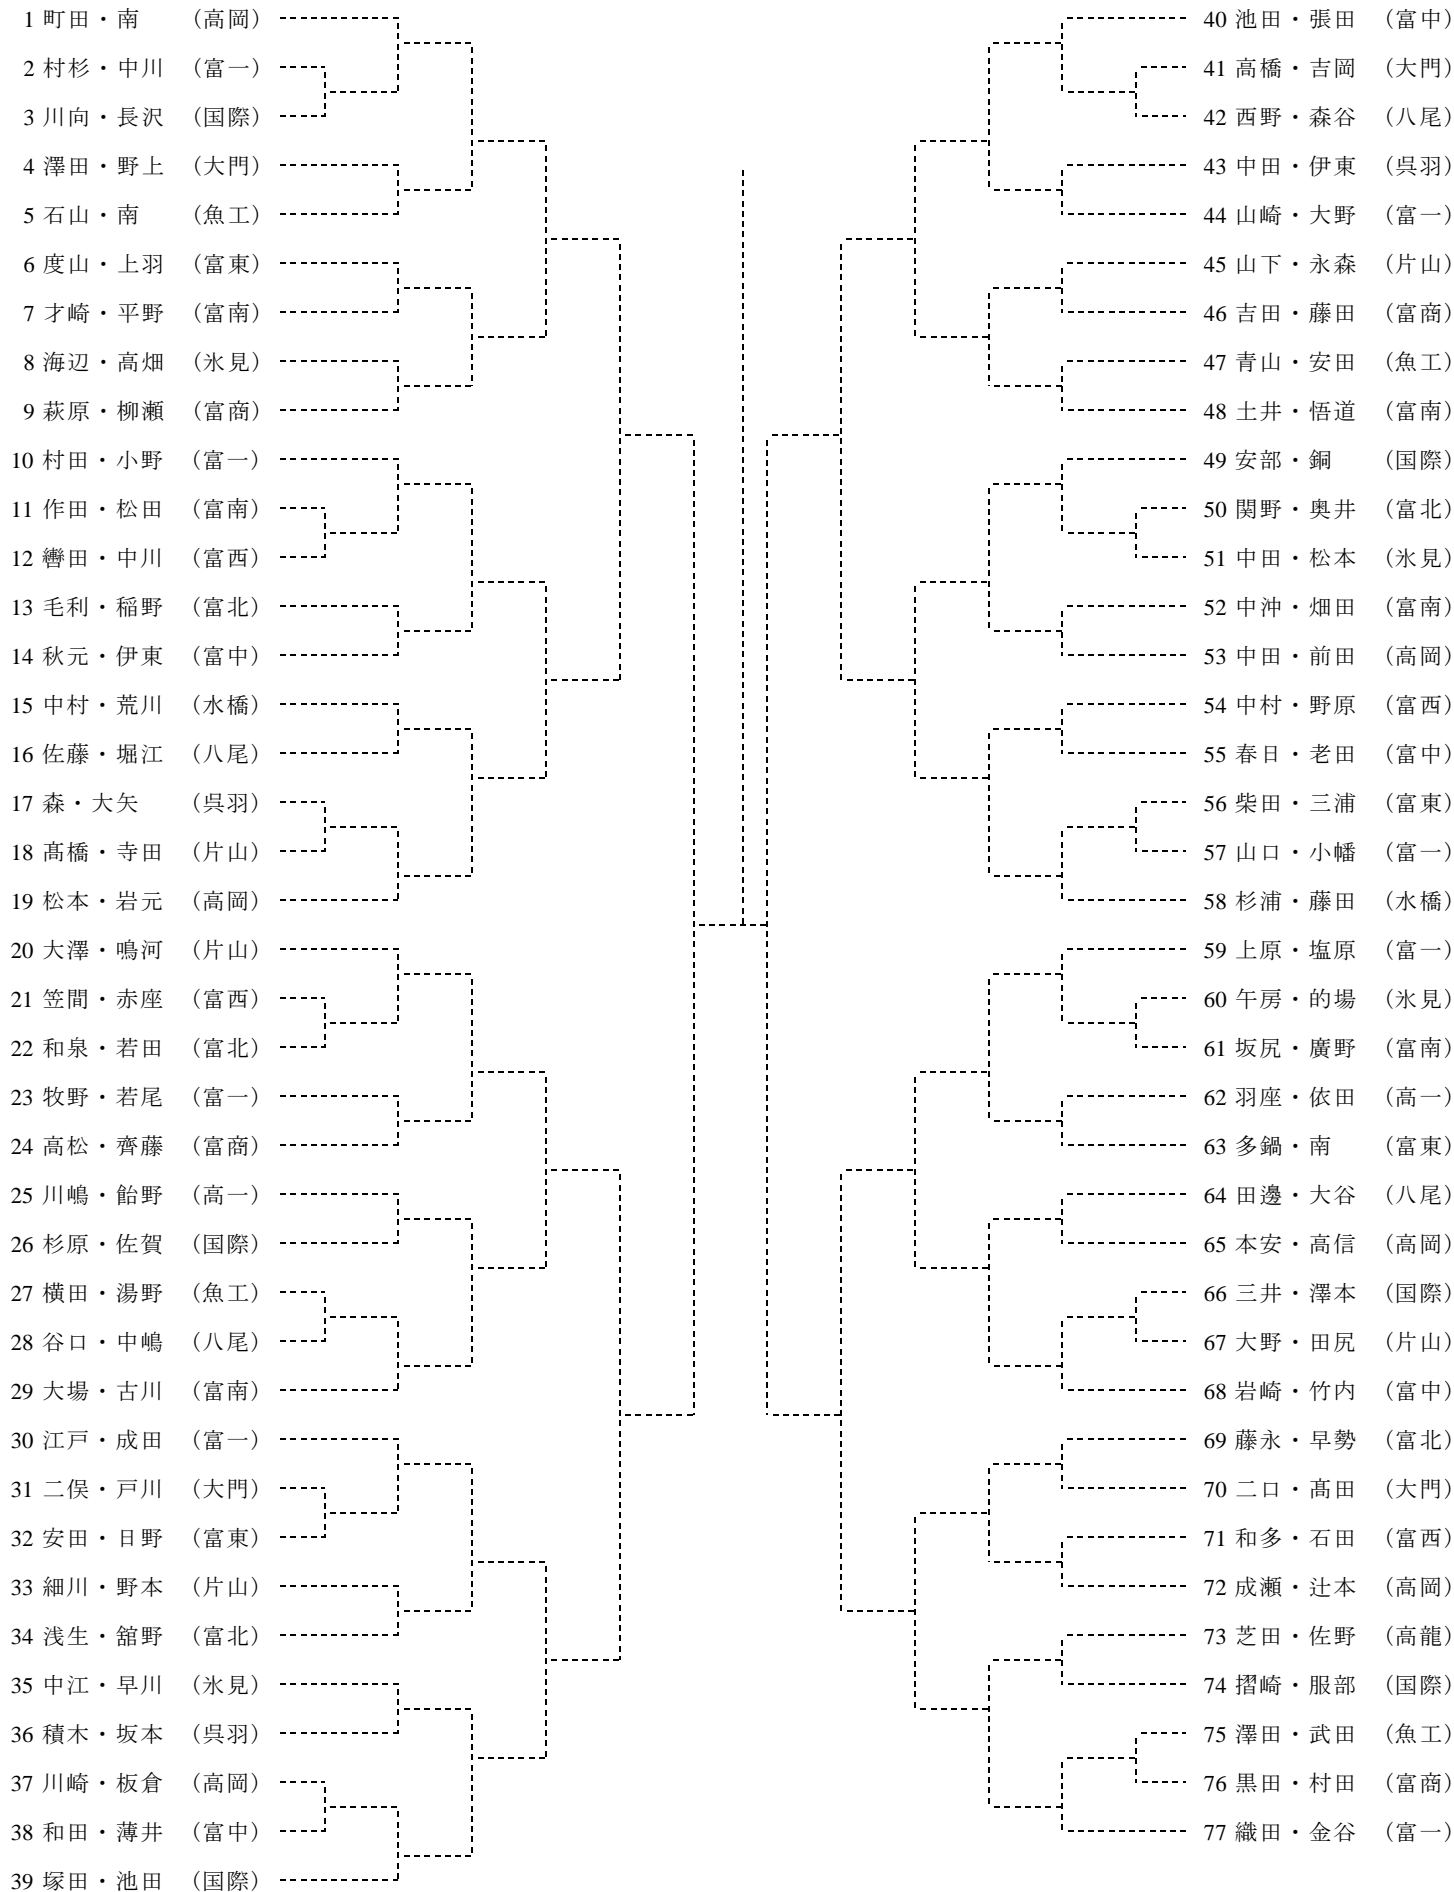 1 町田・南 （高岡）
2 村杉・中川 （富一）
3 川向・長沢 （国際）
4 澤田・野上 （大門）
5 石山・南 （魚工）
6 度山・上羽 （富東）
7 才崎・平野 （富南）
8 海辺・高畑 （氷見）
9 萩原・柳瀬 （富商）
10 村田・小野 （富一）
11 作田・松田 （富南）
12 轡田・中川 （富西）
13 毛利・稲野 （富北）
14 秋元・伊東 （富中）
15 中村・荒川 （水橋）
16 佐藤・堀江 （八尾）
17 森・大矢 （呉羽）
18 髙橋・寺田 （片山）
19 松本・岩元 （高岡）
20 大澤・鳴河 （片山）
21 笠間・赤座 （富西）
22 和泉・若田 （富北）
23 牧野・若尾 （富一）
24 高松・齊藤 （富商）
25 川嶋・飴野 （高一）
26 杉原・佐賀 （国際）
27 横田・湯野 （魚工）
28 谷口・中嶋 （八尾）
29 大場・古川 （富南）
30 江戸・成田 （富一）
31 二俣・戸川 （大門）
32 安田・日野 （富東）
33 細川・野本 （片山）
34 浅生・舘野 （富北）
35 中江・早川 （氷見）
36 積木・坂本 （呉羽）
37 川崎・板倉 （高岡）
38 和田・薄井 （富中）
39 塚田・池田 （国際）
40 池田・張田 （富中）
41 高橋・吉岡 （大門）
42 西野・森谷 （八尾）
43 中田・伊東 （呉羽）
44 山崎・大野 （富一）
45 山下・永森 （片山）
46 吉田・藤田 （富商）
47 青山・安田 （魚工）
48 土井・悟道 （富南）
49 安部・銅 （国際）
50 関野・奥井 （富北）
51 中田・松本 （氷見）
52 中沖・畑田 （富南）
53 中田・前田 （高岡）
54 中村・野原 （富西）
55 春日・老田 （富中）
56 柴田・三浦 （富東）
57 山口・小幡 （富一）
58 杉浦・藤田 （水橋）
59 上原・塩原 （富一）
60 午房・的場 （氷見）
61 坂尻・廣野 （富南）
62 羽座・依田 （高一）
63 多鍋・南 （富東）
64 田邊・大谷 （八尾）
65 本安・高信 （高岡）
66 三井・澤本 （国際）
67 大野・田尻 （片山）
68 岩崎・竹内 （富中）
69 藤永・早勢 （富北）
70 二口・髙田 （大門）
71 和多・石田 （富西）
72 成瀬・辻本 （高岡）
73 芝田・佐野 （高龍）
74 摺崎・服部 （国際）
75 澤田・武田 （魚工）
76 黒田・村田 （富商）
77 織田・金谷 （富一）